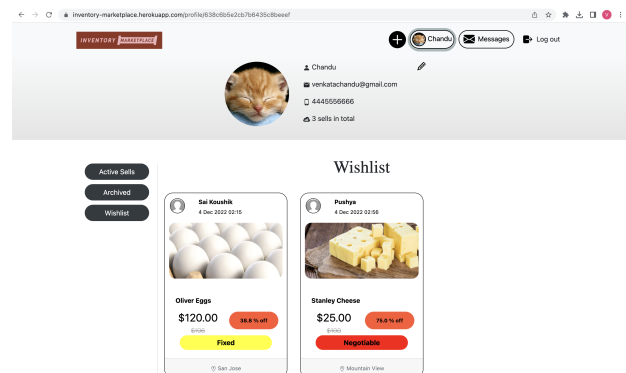 inventory-marketplace.herokuapp.com/profile/638c6b5e2cb7b6435c8beeef
V
INVENTORY MARKETPLACE
Chandu
Messages
Log out
Chandu
venkatachandu@gmail.com
4445556666
3 sells in total
Active Sells
Archived
Wishlist
Wishlist
Sai Koushik
4 Dec 2022 02:15
Oliver Eggs
$120.00
38.8 % off
$196
Fixed
San Jose
Pushya
4 Dec 2022 02:56
Stanley Cheese
$25.00
75.0 % off
$100
Negotiable
Mountain View